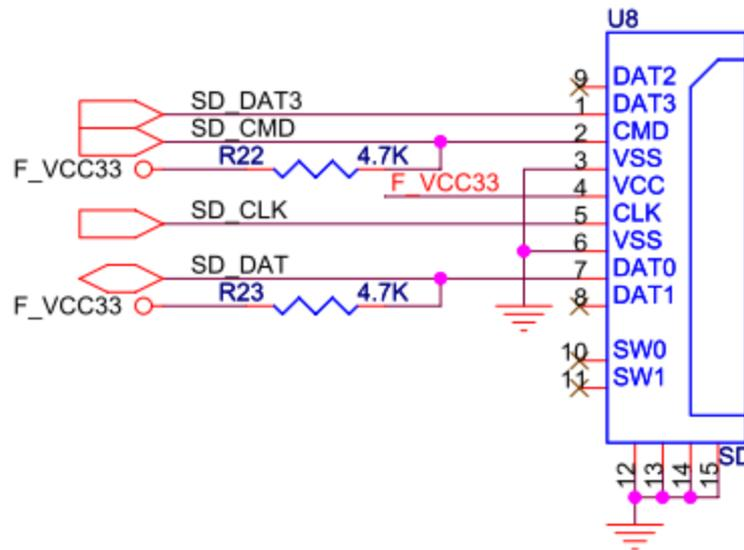 U8
9 DAT2
SD_DAT3 1 DAT3
SD_CMD 2 CMD
F_VCC33 R22 4.7K 3 VSS
F_VCC33 4 VCC
SD_CLK 5 CLK
6 VSS
SD_DAT 7 DAT0
F_VCC33 R23 4.7K 8 DAT1
10 SW0
11 SW1
12 13 14 15 SD